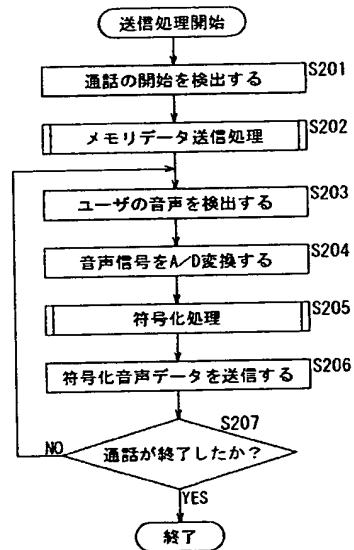 送信処理開始
通話の開始を検出する
S201
メモリデータ送信処理
S202
ユーザの音声を検出する
S203
音声信号をA/D変換する
S204
符号化処理
S205
符号化音声データを送信する
S206
S207
通話が終了したか?
NO
YES
終了